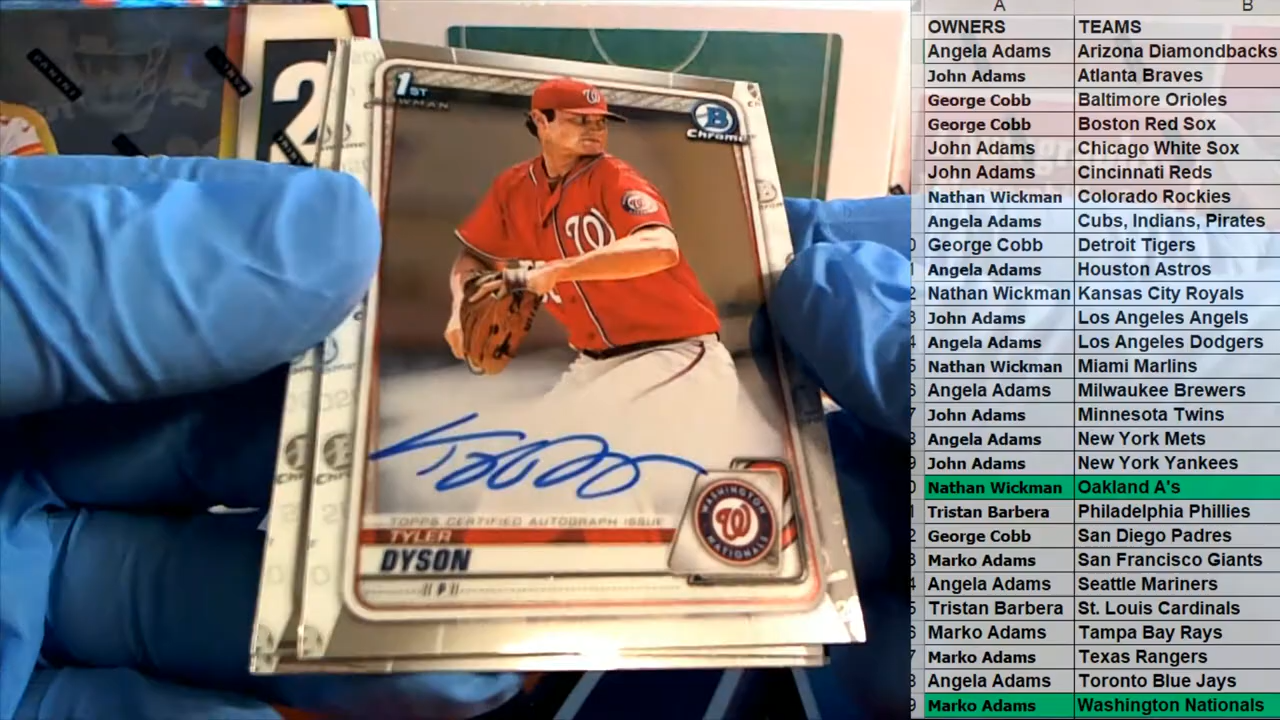 A B
OWNERS TEAMS
Angela Adams Arizona Diamondbacks
John Adams Atlanta Braves
George Cobb Baltimore Orioles
George Cobb Boston Red Sox
John Adams Chicago White Sox
John Adams Cincinnati Reds
Nathan Wickman Colorado Rockies
Angela Adams Cubs, Indians, Pirates
George Cobb Detroit Tigers
Angela Adams Houston Astros
Nathan Wickman Kansas City Royals
John Adams Los Angeles Angels
Angela Adams Los Angeles Dodgers
Nathan Wickman Miami Marlins
Angela Adams Milwaukee Brewers
John Adams Minnesota Twins
Angela Adams New York Mets
John Adams New York Yankees
Nathan Wickman Oakland A's
Tristan Barbera Philadelphia Phillies
George Cobb San Diego Padres
Marko Adams San Francisco Giants
Angela Adams Seattle Mariners
Tristan Barbera St. Louis Cardinals
Marko Adams Tampa Bay Rays
Marko Adams Texas Rangers
Angela Adams Toronto Blue Jays
Marko Adams Washington Nationals
PANINI
2
1ST
B
Chrome
W
TOPPS CERTIFIED AUTOGRAPH ISSUE
TYLER
DYSON
P
WASHINGTON
W
NATIONALS